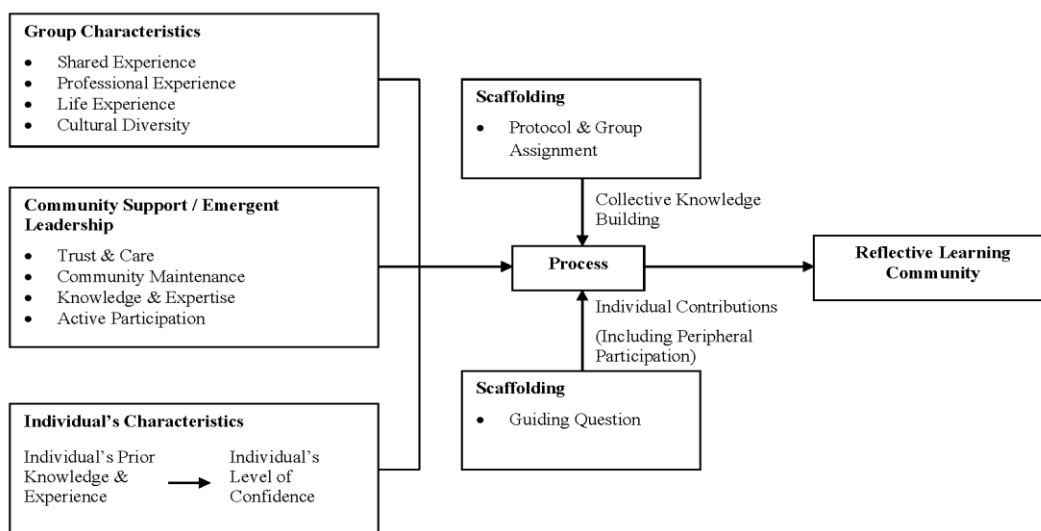 Group Characteristics
• Shared Experience
• Professional Experience
• Life Experience
• Cultural Diversity
Community Support / Emergent
Leadership
• Trust & Care
• Community Maintenance
• Knowledge & Expertise
• Active Participation
Individual’s Characteristics
Individual’s Prior
Knowledge &
Experience
Individual’s
Level of
Confidence
Scaffolding
• Protocol & Group
Assignment
Collective Knowledge
Building
Process
Individual Contributions
(Including Peripheral
Participation)
Scaffolding
• Guiding Question
Reflective Learning
Community